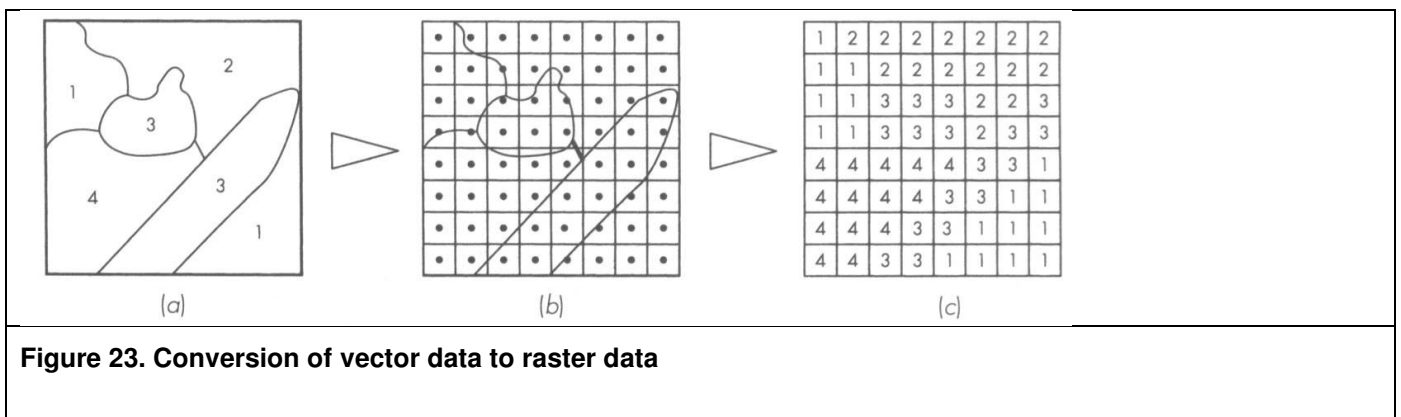 1
2
3
4
3
1
(a)
(b)
1 2 2 2 2 2 2 2
1 1 2 2 2 2 2 2
1 1 3 3 3 2 2 3
1 1 3 3 3 2 3 3
4 4 4 4 4 3 3 1
4 4 4 4 3 3 1 1
4 4 4 3 3 1 1 1
4 4 3 3 1 1 1 1
(c)
Figure 23. Conversion of vector data to raster data